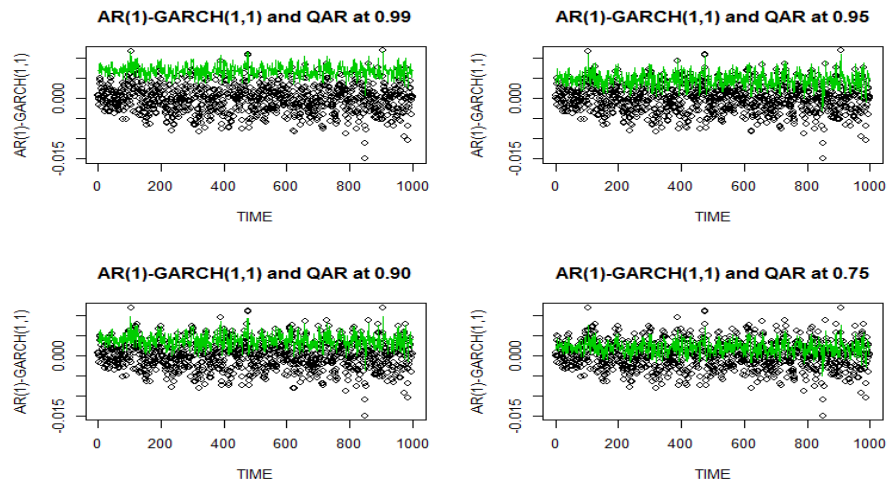 AR(1)-GARCH(1,1) and QAR at 0.99
AR(1)-GARCH(1,1)
0.000
-0.015
0 200 400 600 800 1000
TIME
AR(1)-GARCH(1,1) and QAR at 0.95
AR(1)-GARCH(1,1)
0.000
-0.015
0 200 400 600 800 1000
TIME
AR(1)-GARCH(1,1) and QAR at 0.90
AR(1)-GARCH(1,1)
0.000
-0.015
0 200 400 600 800 1000
TIME
AR(1)-GARCH(1,1) and QAR at 0.75
AR(1)-GARCH(1,1)
0.000
-0.015
0 200 400 600 800 1000
TIME